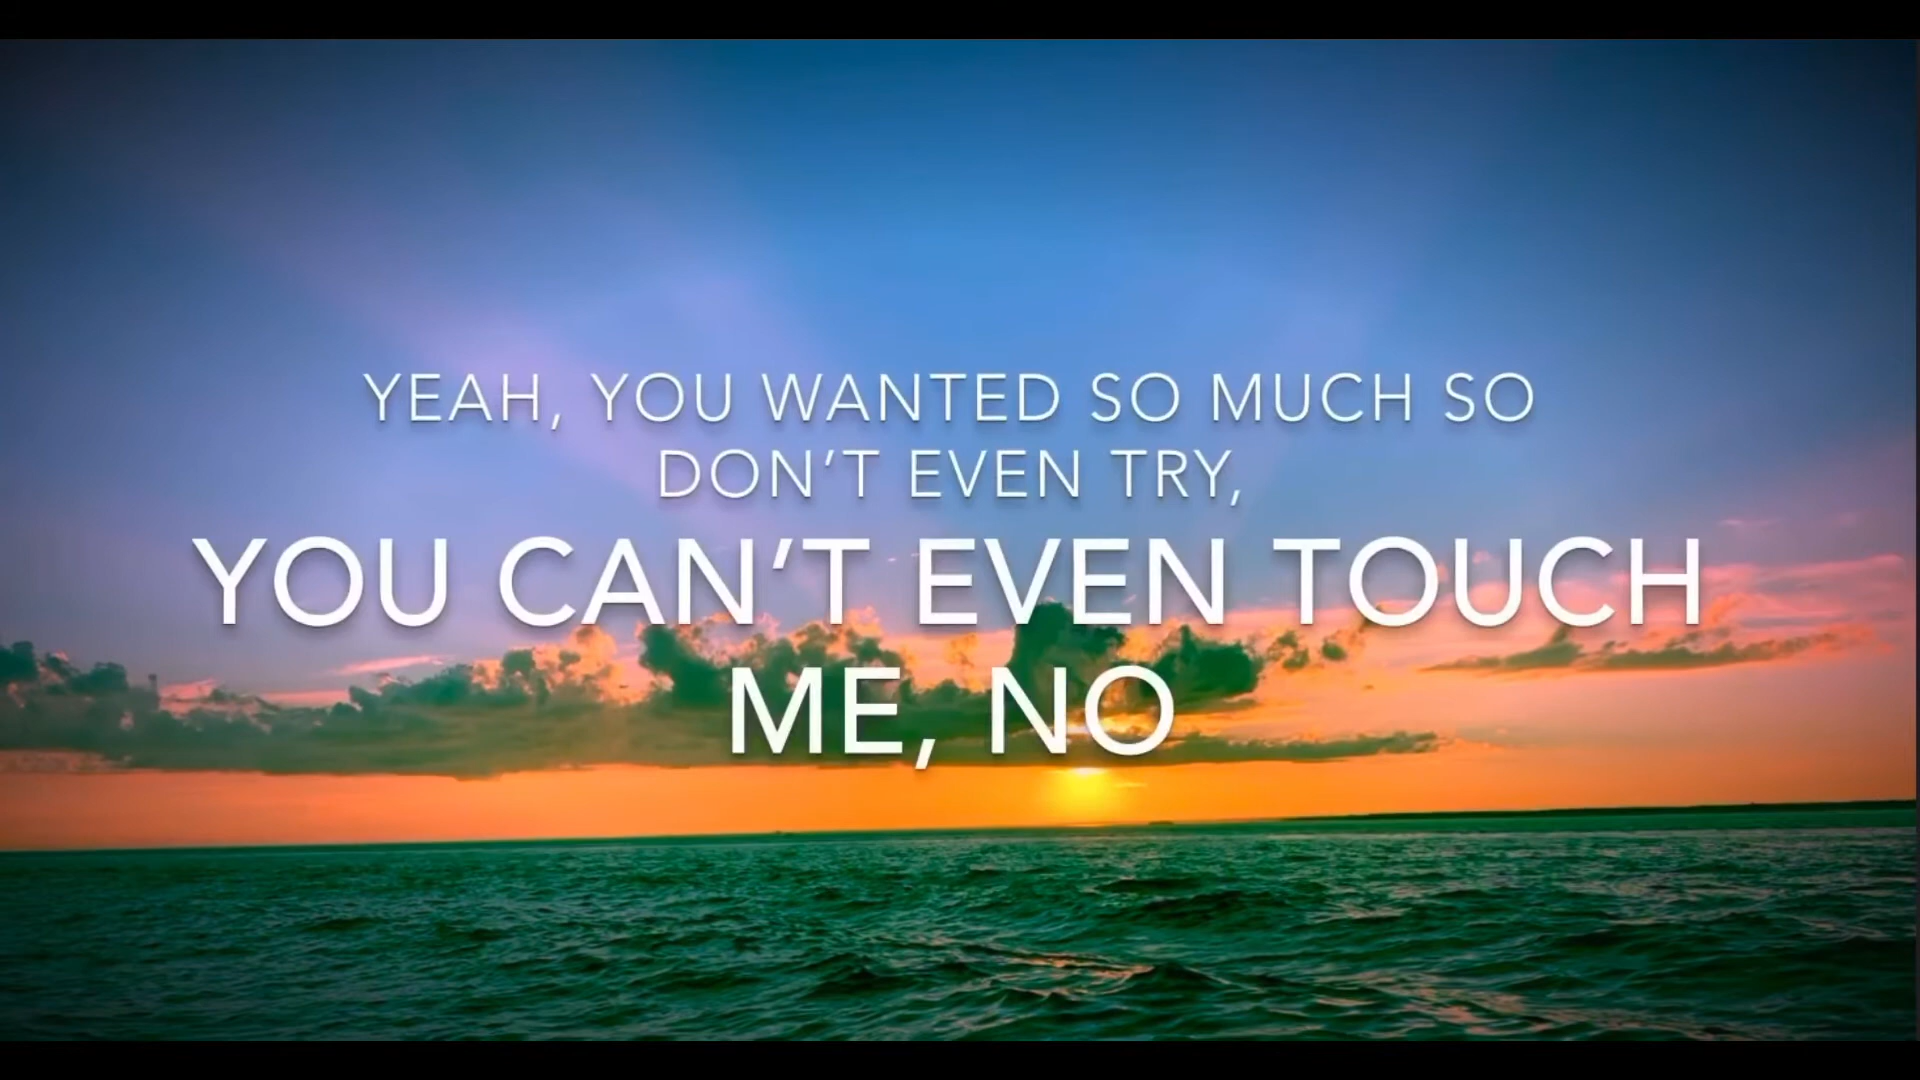 YEAH, YOU WANTED SO MUCH SO
DON'T EVEN TRY,
YOU CAN'T EVEN TOUCH
ME, NO